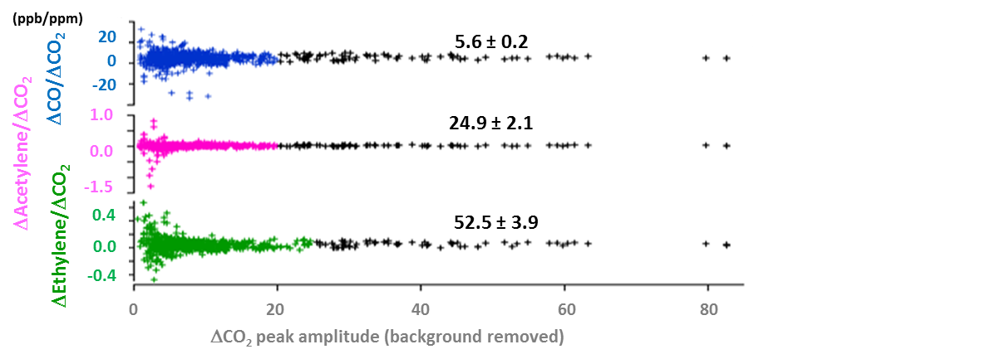 (ppb/ppm)
ΔCO/ΔCO₂
20
0
-20
5.6 ± 0.2
ΔAcetylene/ΔCO₂
1.0
0.0
-1.5
24.9 ± 2.1
ΔEthylene/ΔCO₂
0.4
0.0
-0.4
52.5 ± 3.9
0 20 40 60 80
ΔCO₂ peak amplitude (background removed)